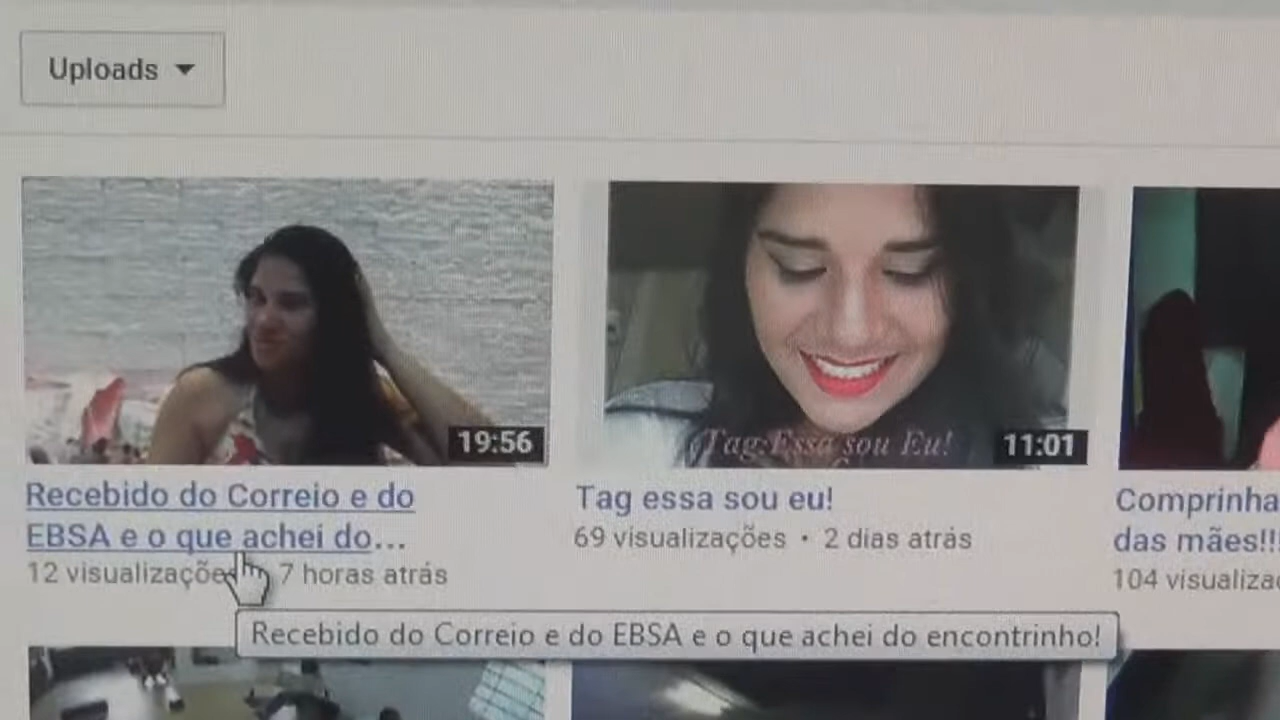 Uploads
19:56
Tag:Essa sou Eu!
11:01
Recebido do Correio e do
EBSA e o que achei do...
12 visualizaçõe
7 horas atrás
Tag essa sou eu!
69 visualizações • 2 dias atrás
Comprinha
das mães!!!
104 visualiza
Recebido do Correio e do EBSA e o que achei do encontrinho!